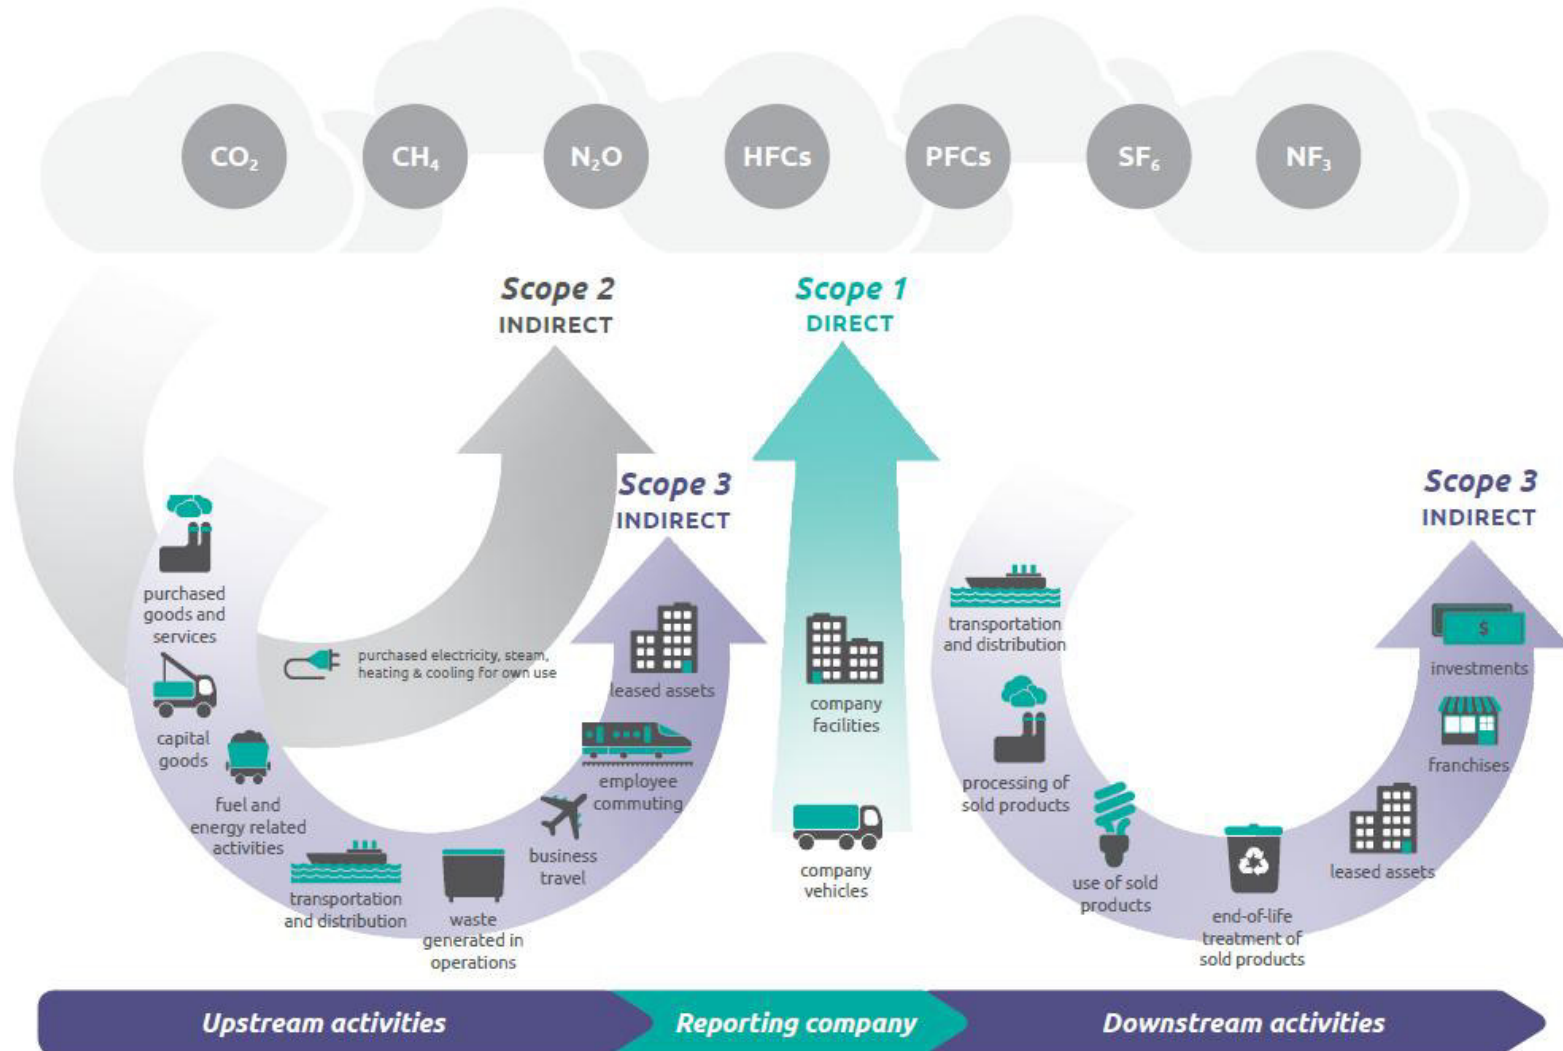 CO₂
CH₄
N₂O
HFCs
PFCs
SF₆
NF₃
Scope 2
INDIRECT
Scope 1
DIRECT
Scope 3
INDIRECT
Scope 3
INDIRECT
purchased
goods and
services
capital
goods
fuel and
energy related
activities
transportation
and distribution
waste
generated in
operations
business
travel
employee
commuting
leased assets
purchased electricity, steam,
heating & cooling for own use
company
facilities
company
vehicles
transportation
and distribution
processing of
sold products
use of sold
products
end-of-life
treatment of
sold products
leased assets
franchises
$
investments
Upstream activities
Reporting company
Downstream activities